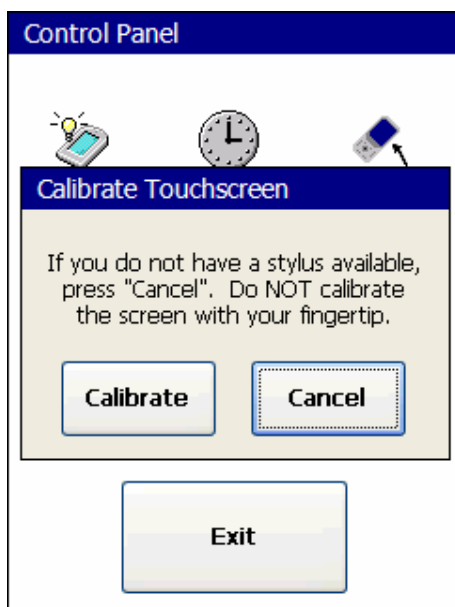 Control Panel
Calibrate Touchscreen
If you do not have a stylus available,
press "Cancel".  Do NOT calibrate
the screen with your fingertip.
Calibrate
Cancel
Exit